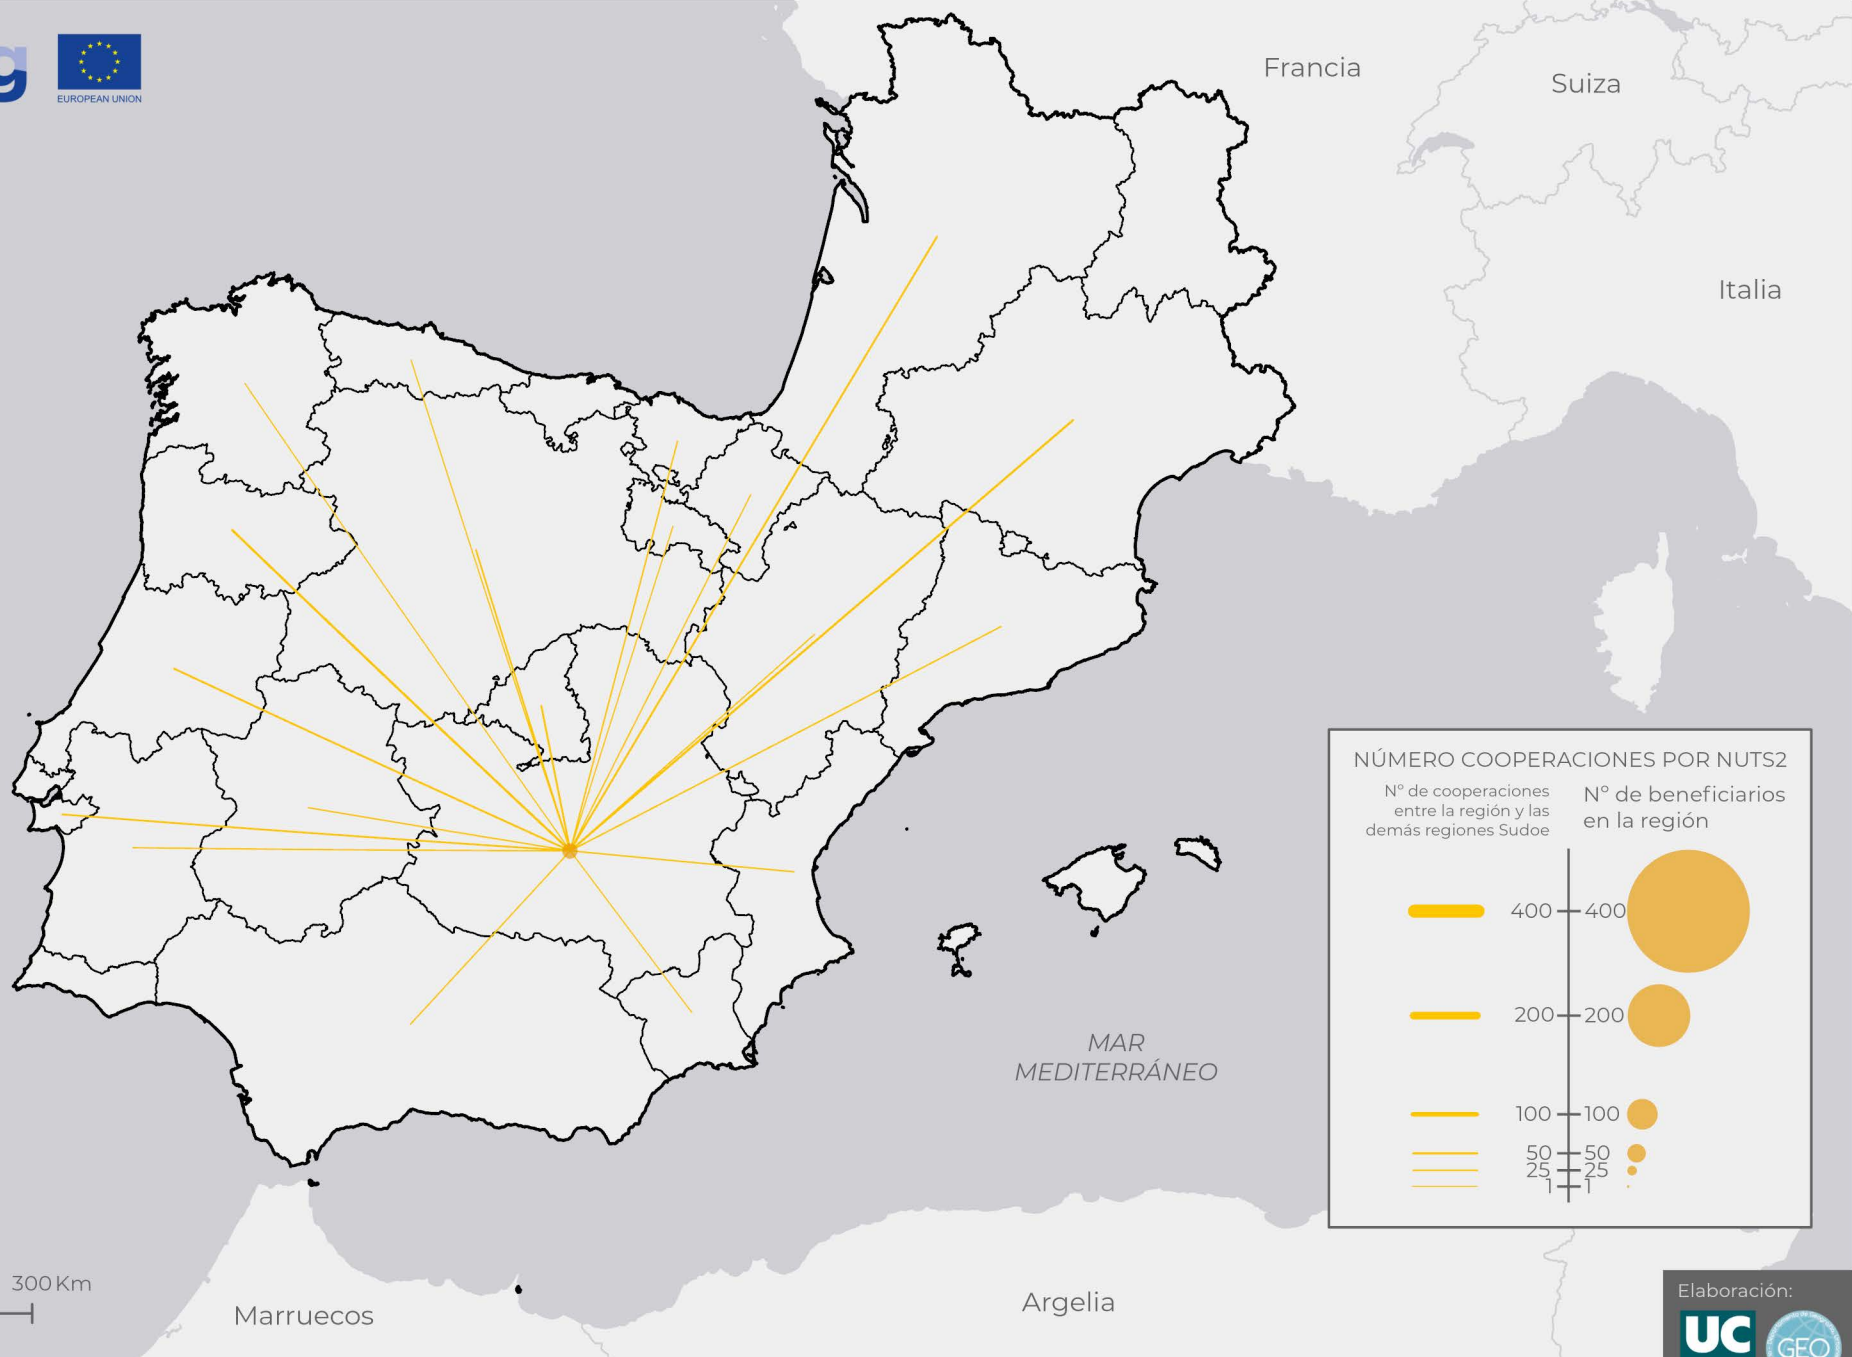 g
EUROPEAN UNION
Francia
Suiza
Italia
NÚMERO COOPERACIONES POR NUTS2
Nº de cooperaciones
entre la región y las
demás regiones Sudoe
Nº de beneficiarios
en la región
400 400
200 200
100 100
50 50
25 25
1 1
MAR
MEDITERRÁNEO
300 Km
Marruecos
Argelia
Elaboración:
UC
GEO